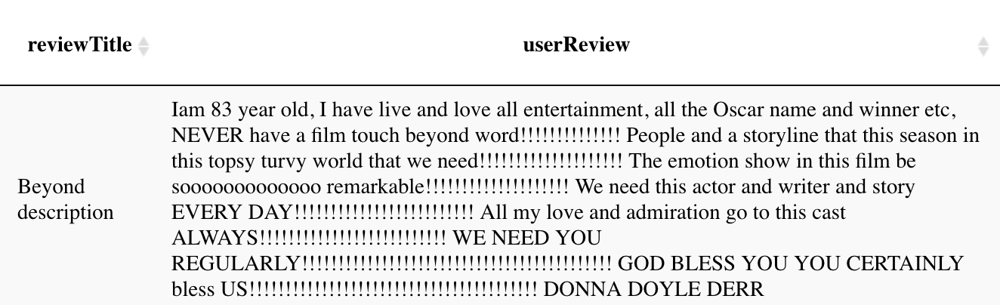 reviewTitle
userReview
Beyond
description
Iam 83 year old, I have live and love all entertainment, all the Oscar name and winner etc,
NEVER have a film touch beyond word!!!!!!!!!!!!!! People and a storyline that this season in
this topsy turvy world that we need!!!!!!!!!!!!!!!!!!!! The emotion show in this film be
sooooooooooooo remarkable!!!!!!!!!!!!!!!!!!!! We need this actor and writer and story
EVERY DAY!!!!!!!!!!!!!!!!!!!!!!!!! All my love and admiration go to this cast
ALWAYS!!!!!!!!!!!!!!!!!!!!!!!!!! WE NEED YOU
REGULARLY!!!!!!!!!!!!!!!!!!!!!!!!!!!!!!!!!!!!!!!!!!! GOD BLESS YOU YOU CERTAINLY
bless US!!!!!!!!!!!!!!!!!!!!!!!!!!!!!!!!!!!!!!!! DONNA DOYLE DERR